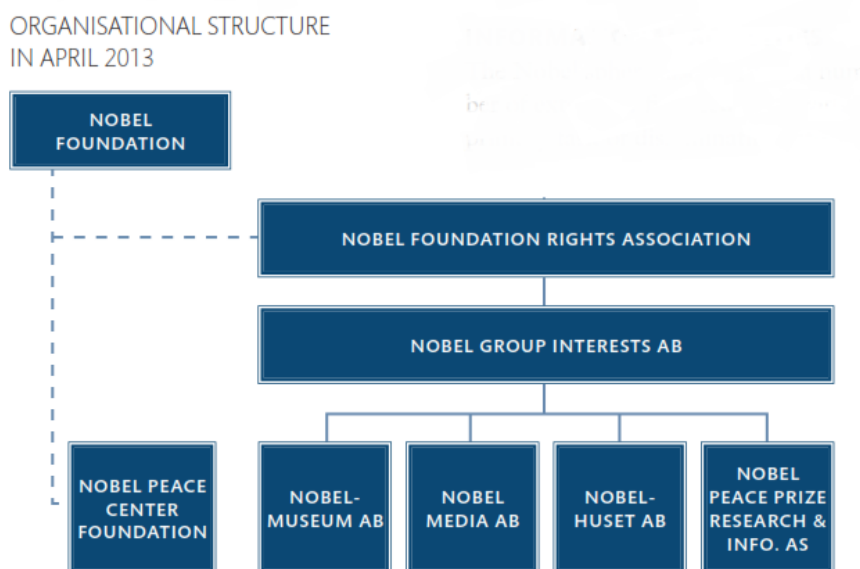 ORGANISATIONAL STRUCTURE
IN APRIL 2013
NOBEL
FOUNDATION
NOBEL FOUNDATION RIGHTS ASSOCIATION
NOBEL GROUP INTERESTS AB
NOBEL PEACE
CENTER
FOUNDATION
NOBEL-
MUSEUM AB
NOBEL
MEDIA AB
NOBEL-
HUSET AB
NOBEL
PEACE PRIZE
RESEARCH &
INFO. AS